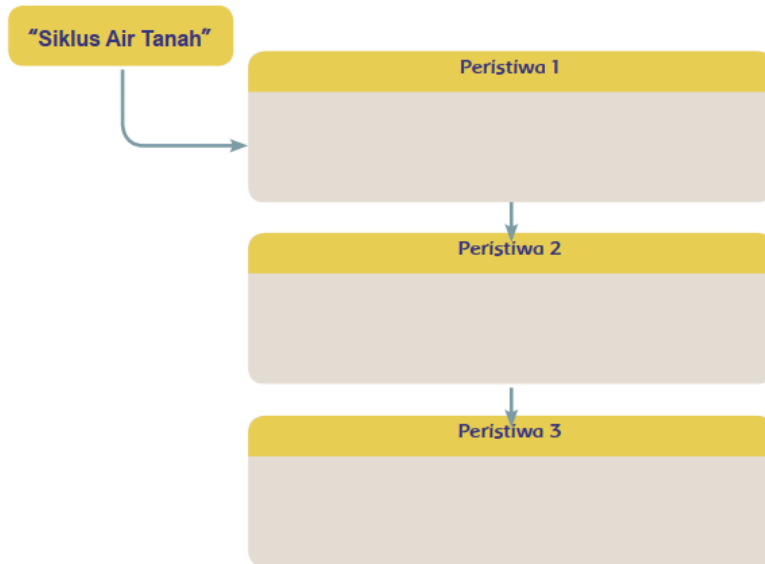 “Siklus Air Tanah”
Peristiwa 1
Peristiwa 2
Peristiwa 3